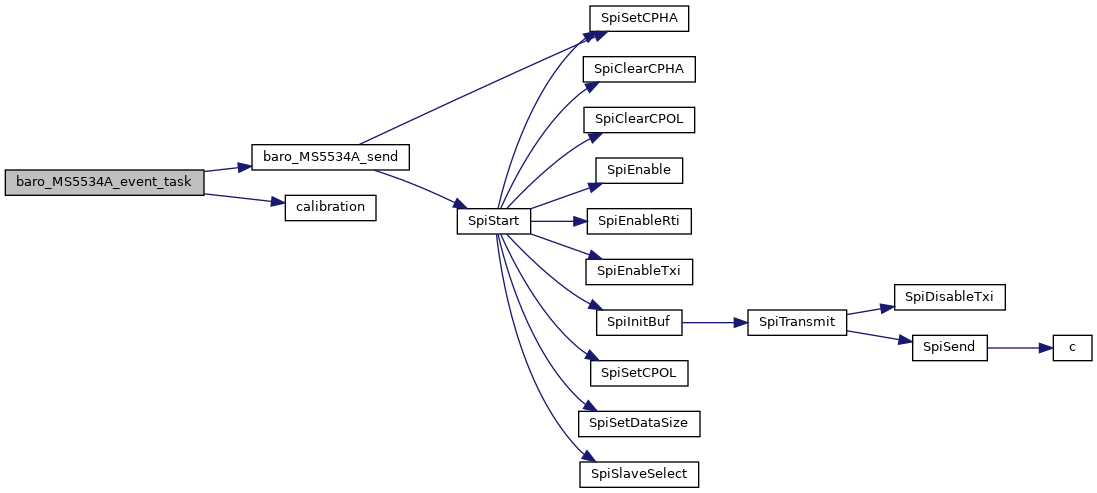 SpiSetCPHA
SpiClearCPHA
SpiClearCPOL
baro_MS5534A_send
SpiEnable
baro_MS5534A_event_task
calibration
SpiStart
SpiEnableRti
SpiEnableTxi
SpiDisableTxi
SpiInitBuf
SpiTransmit
SpiSend
c
SpiSetCPOL
SpiSetDataSize
SpiSlaveSelect